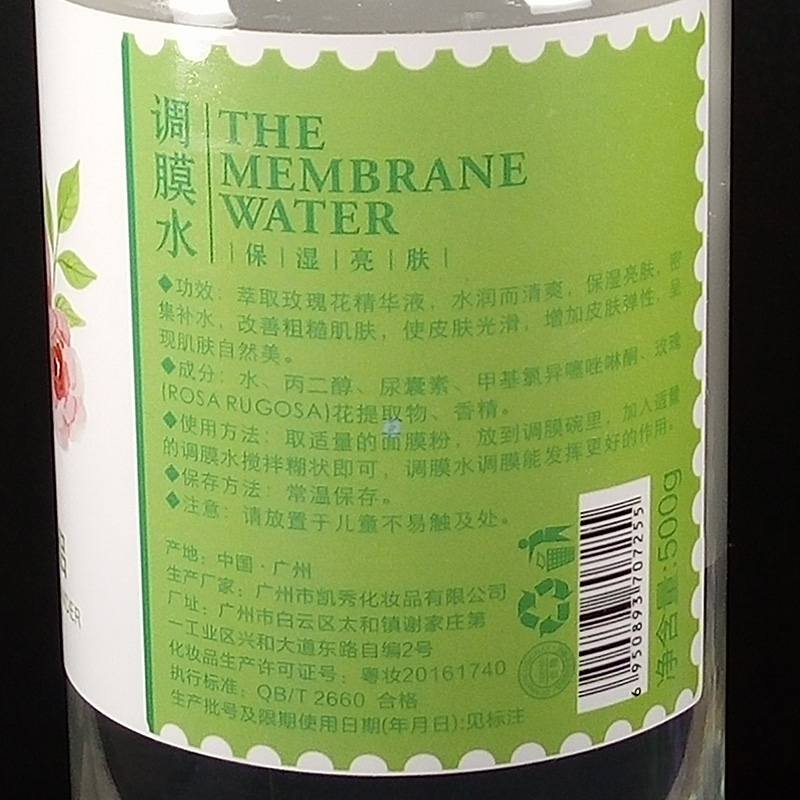 调膜水
THE
MEMBRANE
WATER
|保|湿|亮|肤|
◆功效：萃取玫瑰花精华液，水润而清爽，保湿亮肤，密
集补水，改善粗糙肌肤，使皮肤光滑，增加皮肤弹性，呈
现肌肤自然美。
◆成分：水、丙二醇、尿囊素、甲基氯异噻唑啉酮、玫瑰
(ROSA RUGOSA)花提取物、香精。
◆使用方法：取适量的面膜粉，放到调膜碗里，加入适量
的调膜水搅拌糊状即可，调膜水调膜能发挥更好的作用。
◆保存方法：常温保存。
◆注意：请放置于儿童不易触及处。
产地：中国·广州
生产厂家：广州市凯秀化妆品有限公司
厂址：广州市白云区太和镇谢家庄第
一工业区兴和大道东路自编2号
化妆品生产许可证号：粤妆20161740
执行标准：QB/T 2660 合格
生产批号及限期使用日期(年月日):见标注
6950893707255
净含量:500g